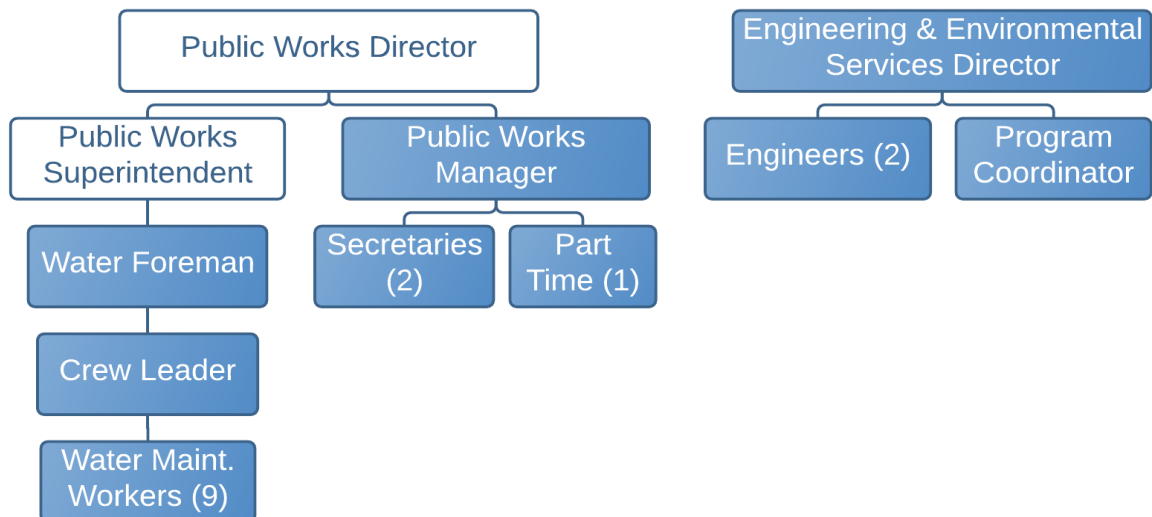 Public Works Director
Engineering & Environmental
Services Director
Public Works
Superintendent
Public Works
Manager
Engineers (2)
Program
Coordinator
Water Foreman
Secretaries
(2)
Part
Time (1)
Crew Leader
Water Maint.
Workers (9)